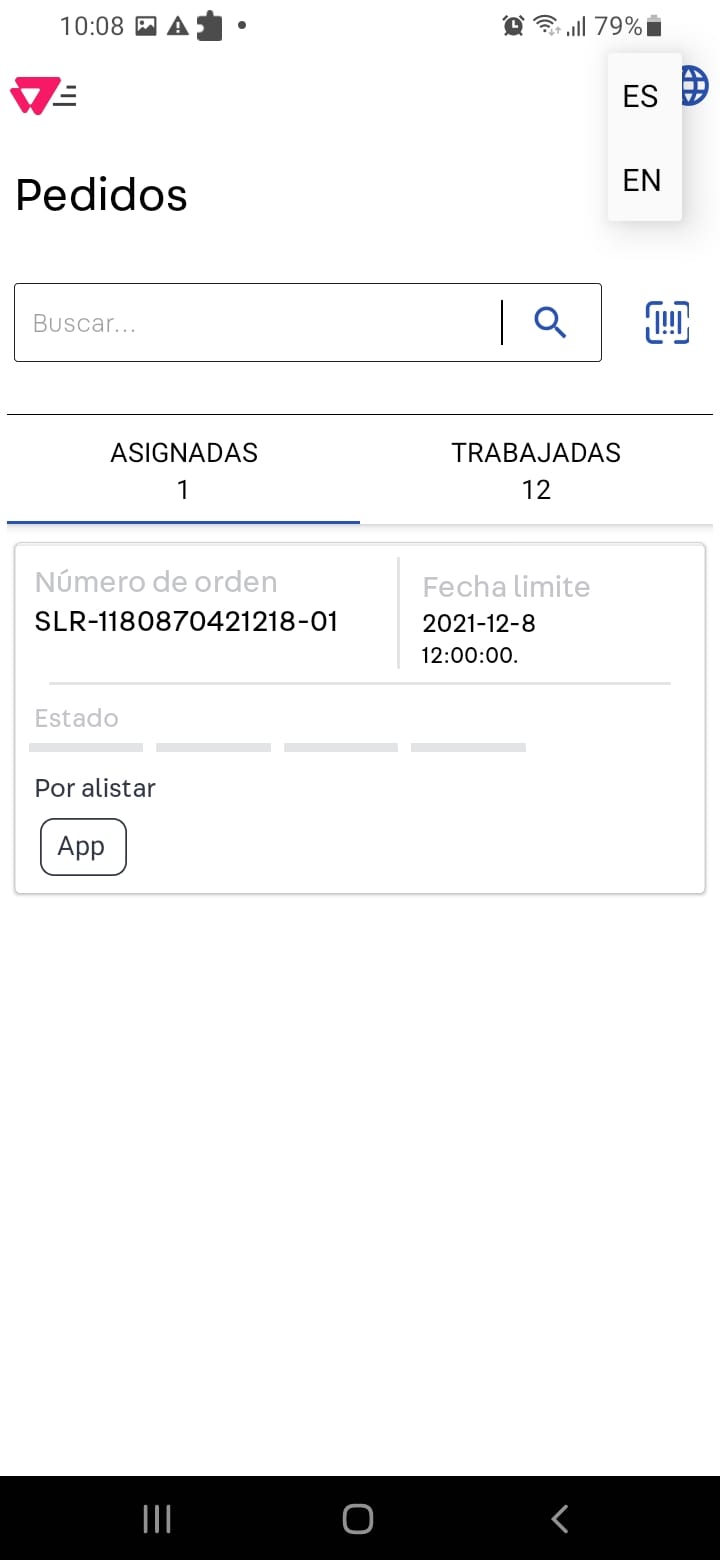 10:08
79%
ES
EN
Pedidos
Buscar...
ASIGNADAS
1
TRABAJADAS
12
Número de orden
SLR-1180870421218-01
Fecha limite
2021-12-8
12:00:00.
Estado
Por alistar
App